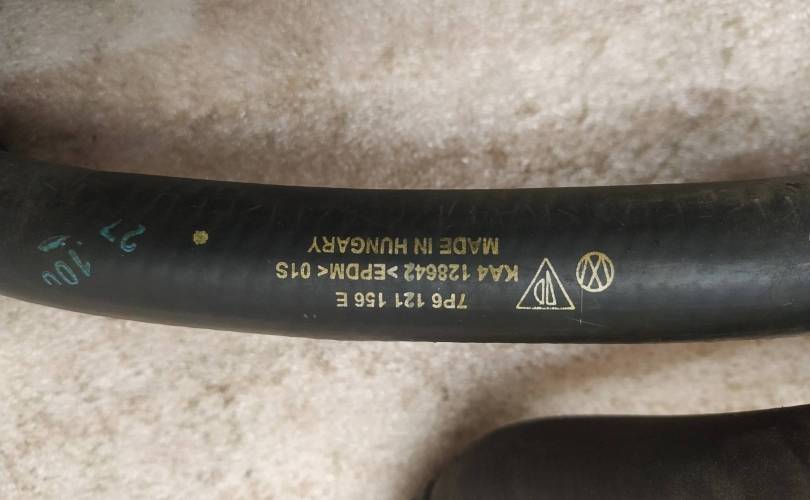 7P6 121 156 E
KA4 128642 >EPDM< 01S
MADE IN HUNGARY